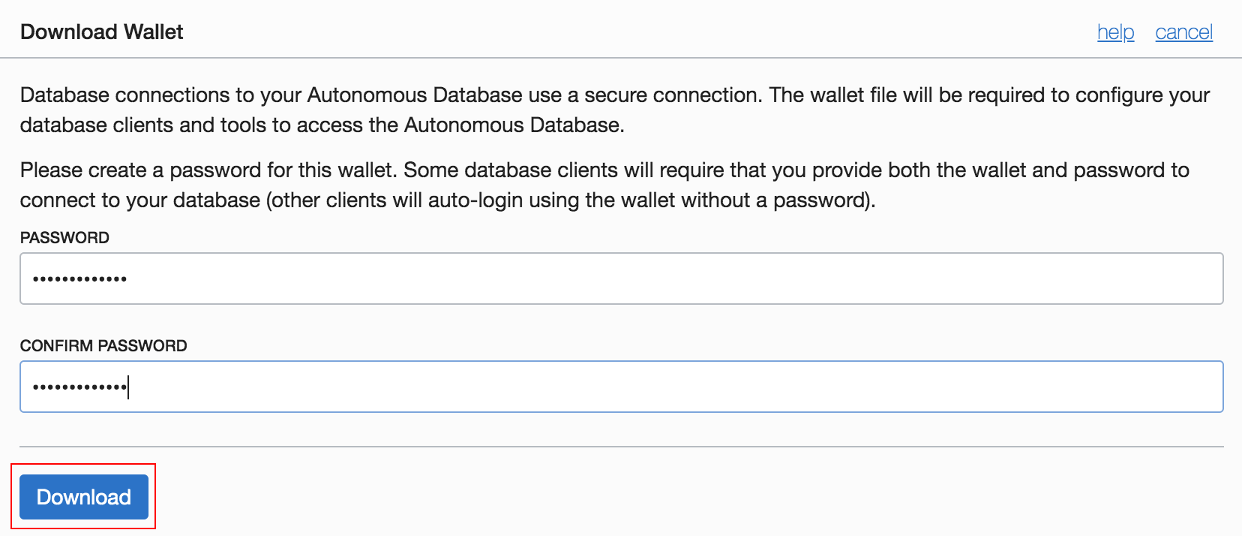 Download Wallet
help cancel
Database connections to your Autonomous Database use a secure connection. The wallet file will be required to configure your
database clients and tools to access the Autonomous Database.
Please create a password for this wallet. Some database clients will require that you provide both the wallet and password to
connect to your database (other clients will auto-login using the wallet without a password).
PASSWORD
•••••••••••••
CONFIRM PASSWORD
•••••••••••••
Download